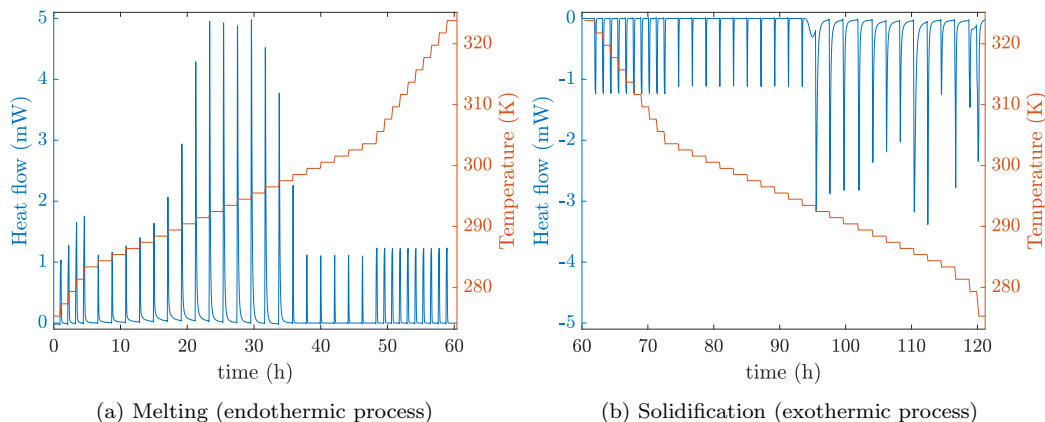 5
4
3
2
1
0
Heat flow (mW)
320
310
300
290
280
Temperature (K)
0 10 20 30 40 50 60
time (h)
(a) Melting (endothermic process)
0
-1
-2
-3
-4
-5
Heat flow (mW)
320
310
300
290
280
Temperature (K)
60 70 80 90 100 110 120
time (h)
(b) Solidification (exothermic process)